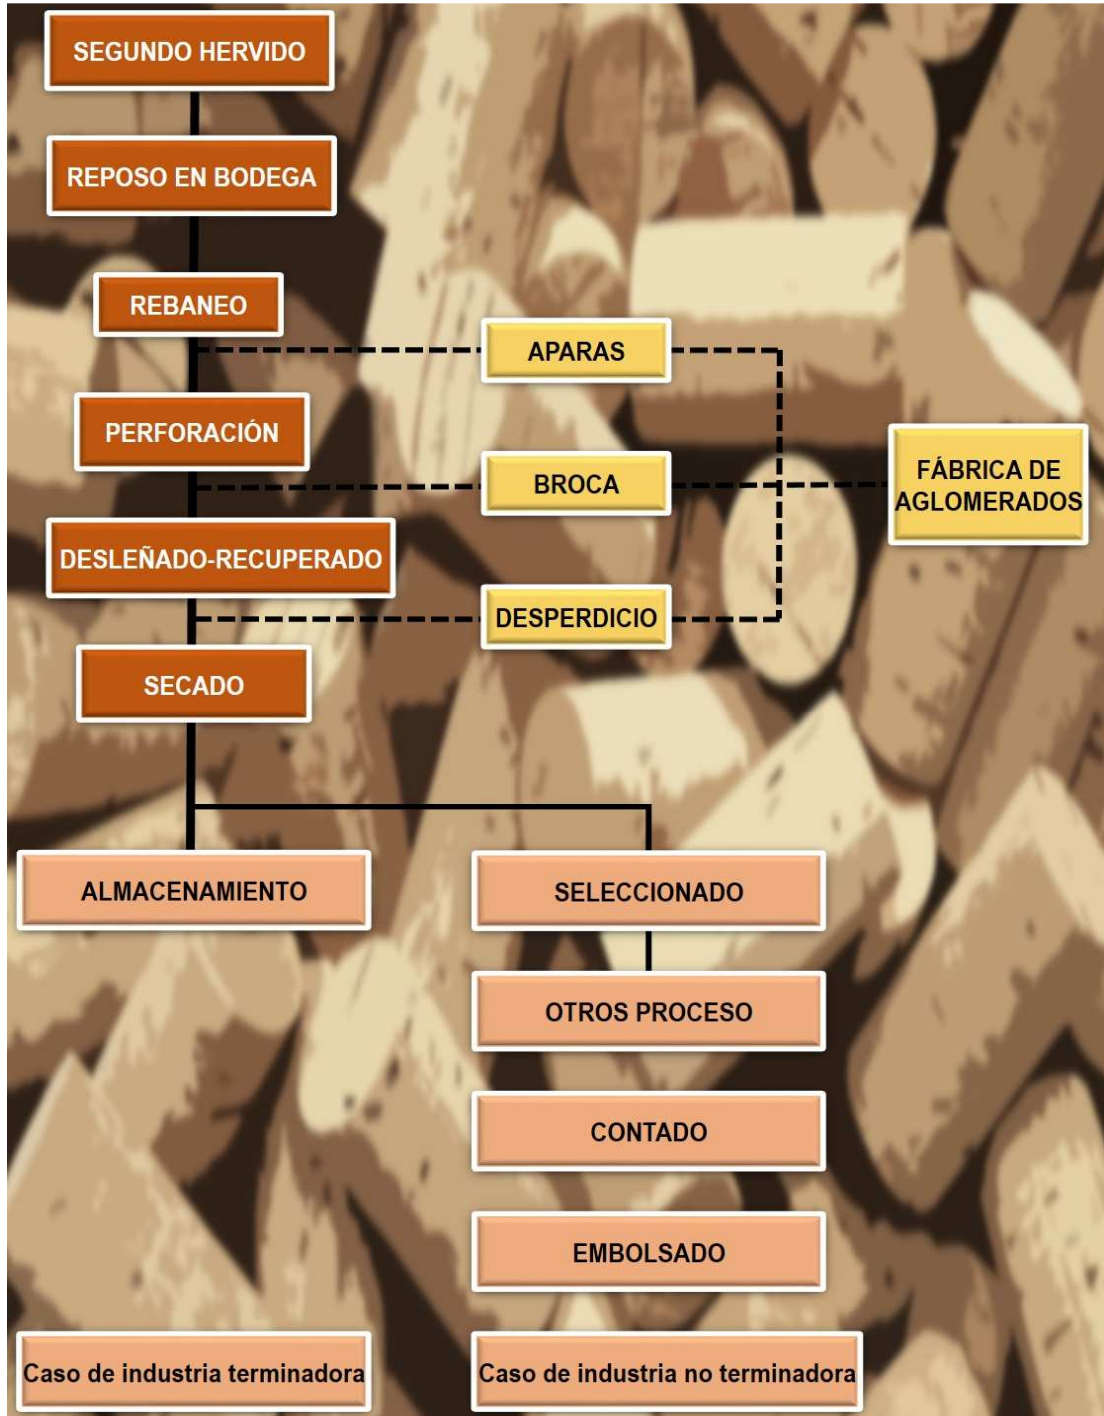 SEGUNDO HERVIDO
REPOSO EN BODEGA
REBANEO
APARAS
PERFORACIÓN
BROCA
FÁBRICA DE
AGLOMERADOS
DESLEÑADO-RECUPERADO
DESPERDICIO
SECADO
ALMACENAMIENTO
SELECCIONADO
OTROS PROCESO
CONTADO
EMBOLSADO
Caso de industria terminadora
Caso de industria no terminadora